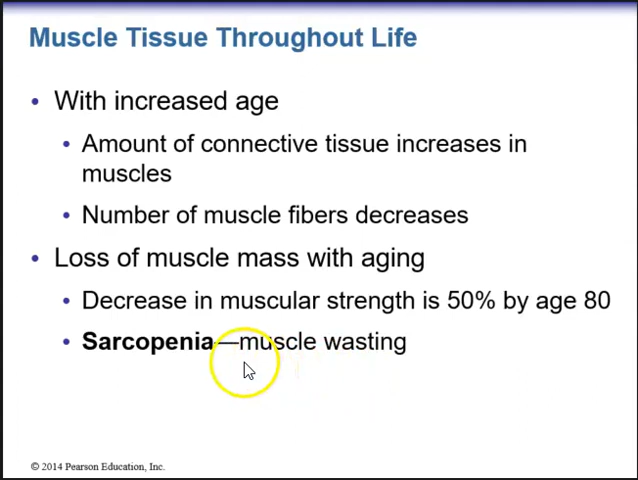 Muscle Tissue Throughout Life
• With increased age
• Amount of connective tissue increases in
muscles
• Number of muscle fibers decreases
• Loss of muscle mass with aging
• Decrease in muscular strength is 50% by age 80
• Sarcopenia—muscle wasting
© 2014 Pearson Education, Inc.